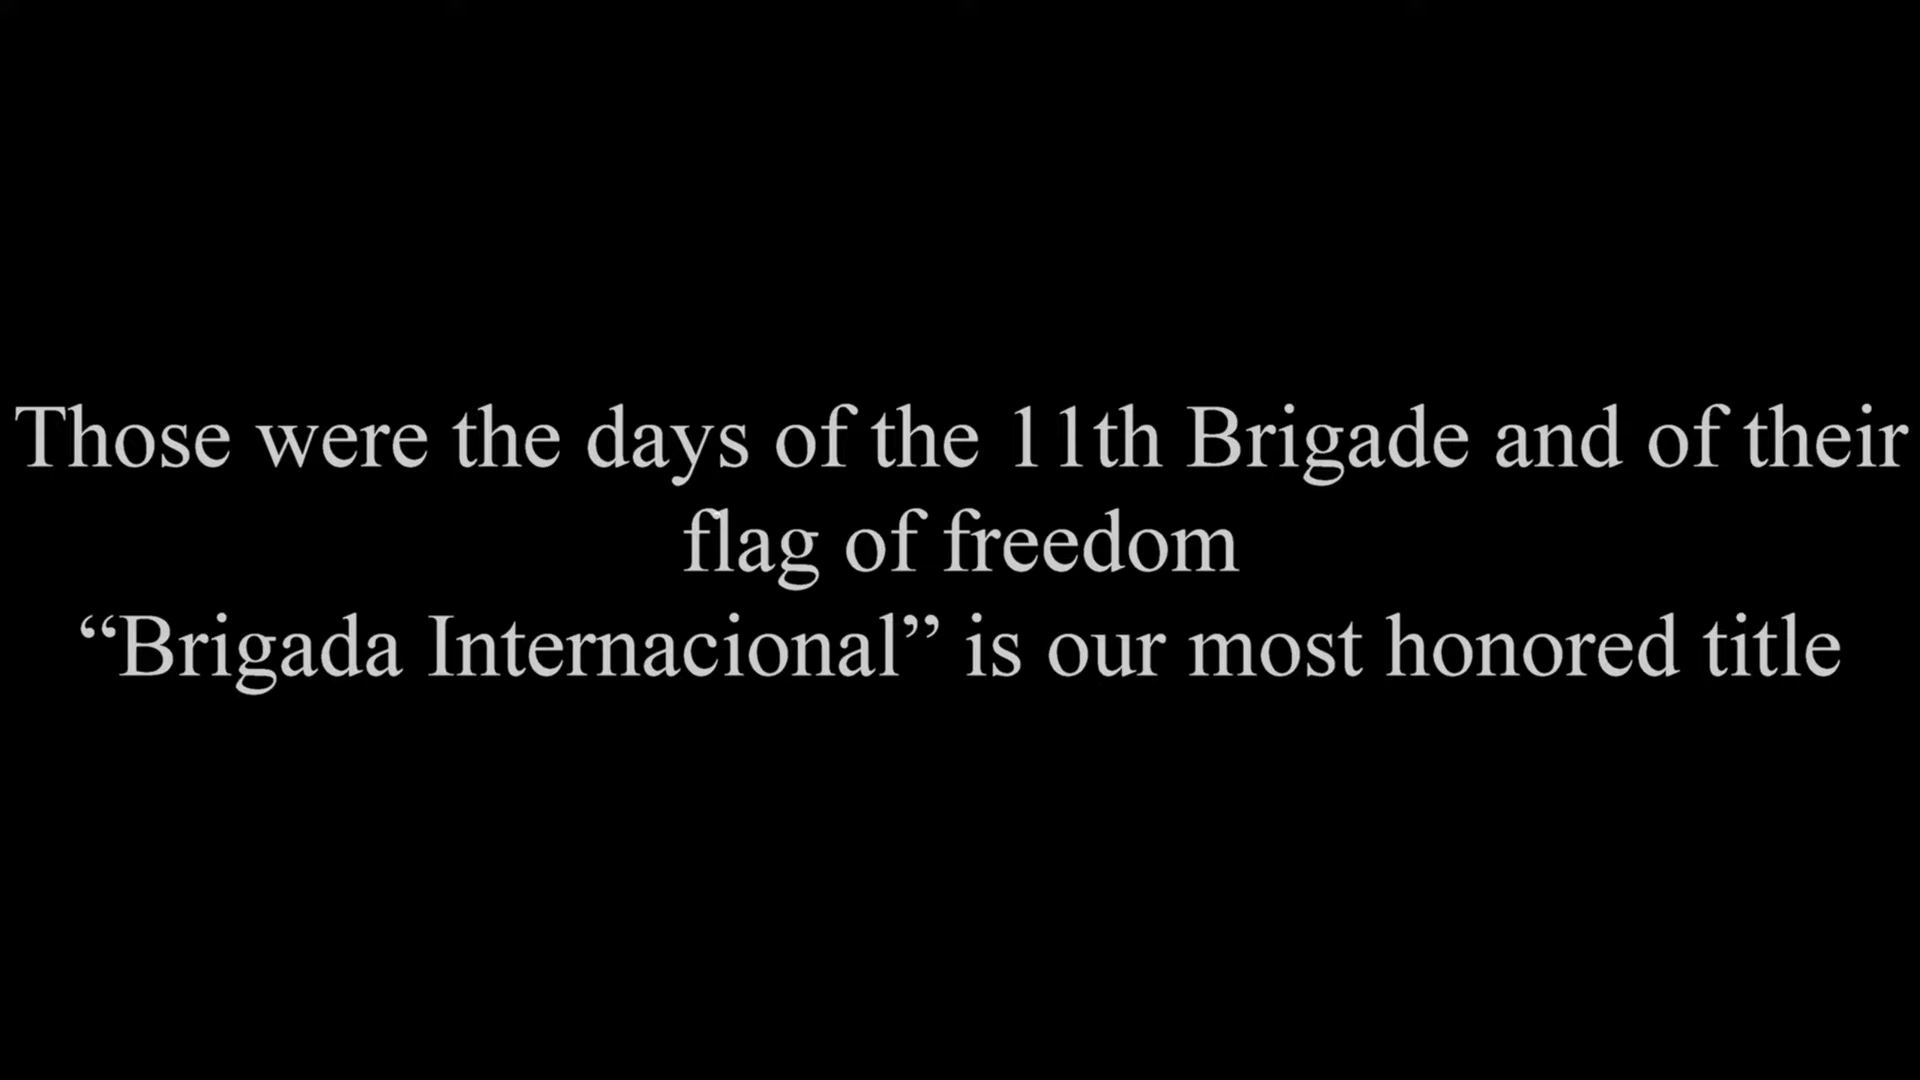 Those were the days of the 11th Brigade and of their
flag of freedom
“Brigada Internacional” is our most honored title